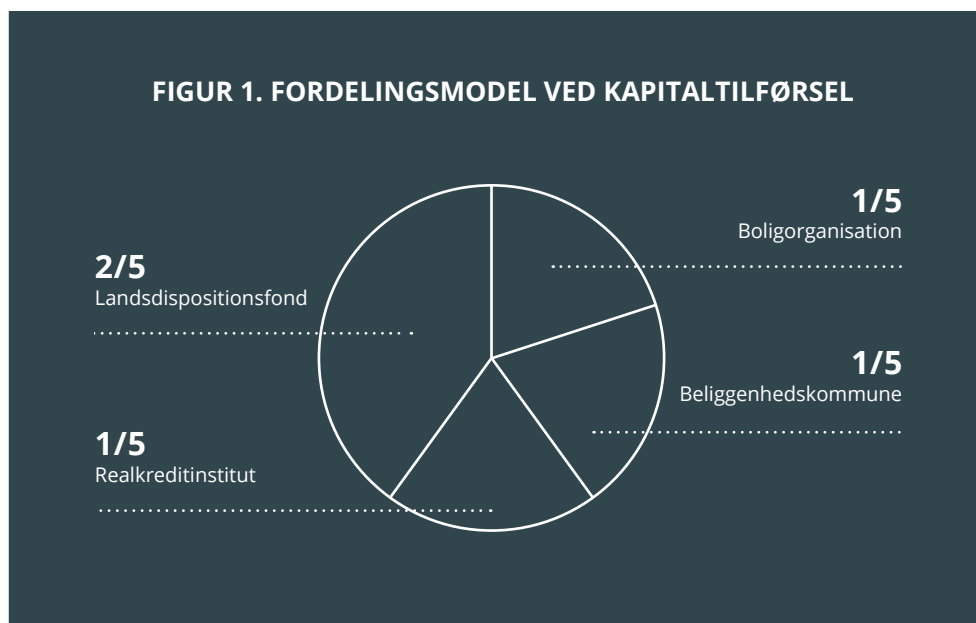 FIGUR 1. FORDELINGSMODEL VED KAPITALTILFØRSEL
1/5
Boligorganisation
2/5
Landsdispositionsfond
1/5
Beliggenhedskommune
1/5
Realkreditinstitut